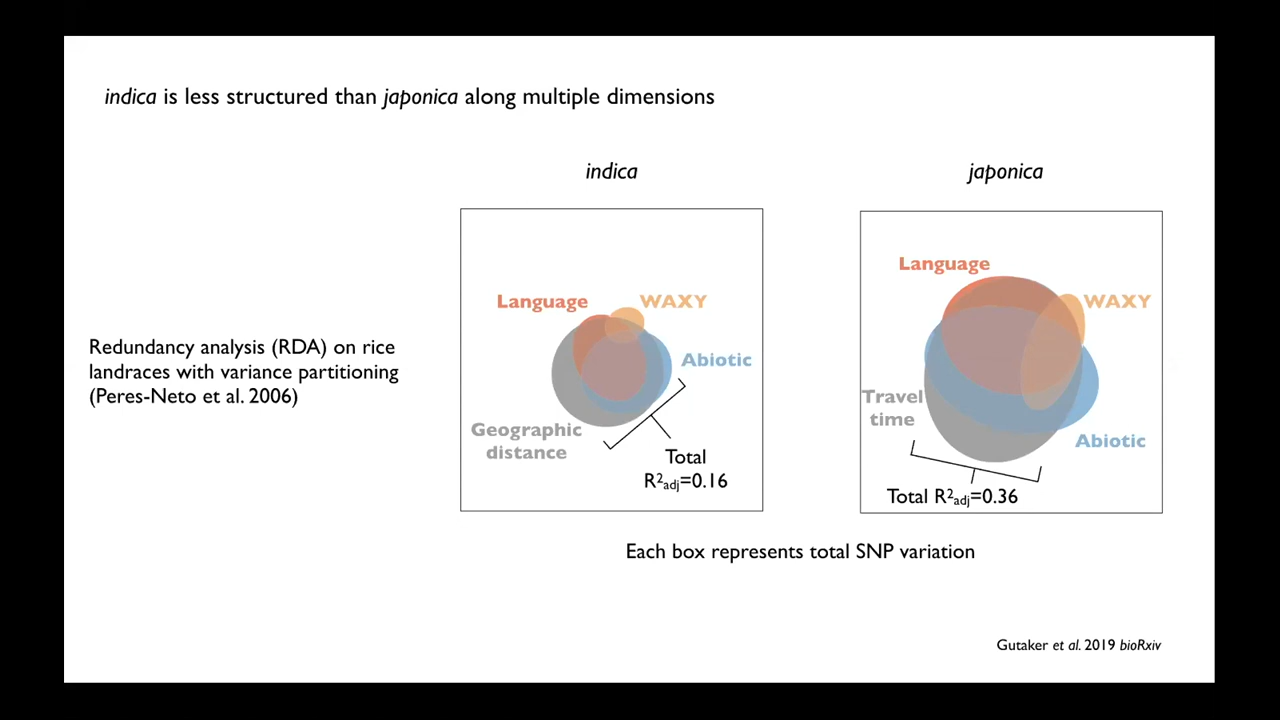 indica is less structured than japonica along multiple dimensions
indica
japonica
Redundancy analysis (RDA) on rice
landraces with variance partitioning
(Peres-Neto et al. 2006)
Language
WAXY
Abiotic
Geographic
distance
Total
R²adj=0.16
Language
WAXY
Travel
time
Abiotic
Total R²adj=0.36
Each box represents total SNP variation
Gutaker et al. 2019 bioRxiv